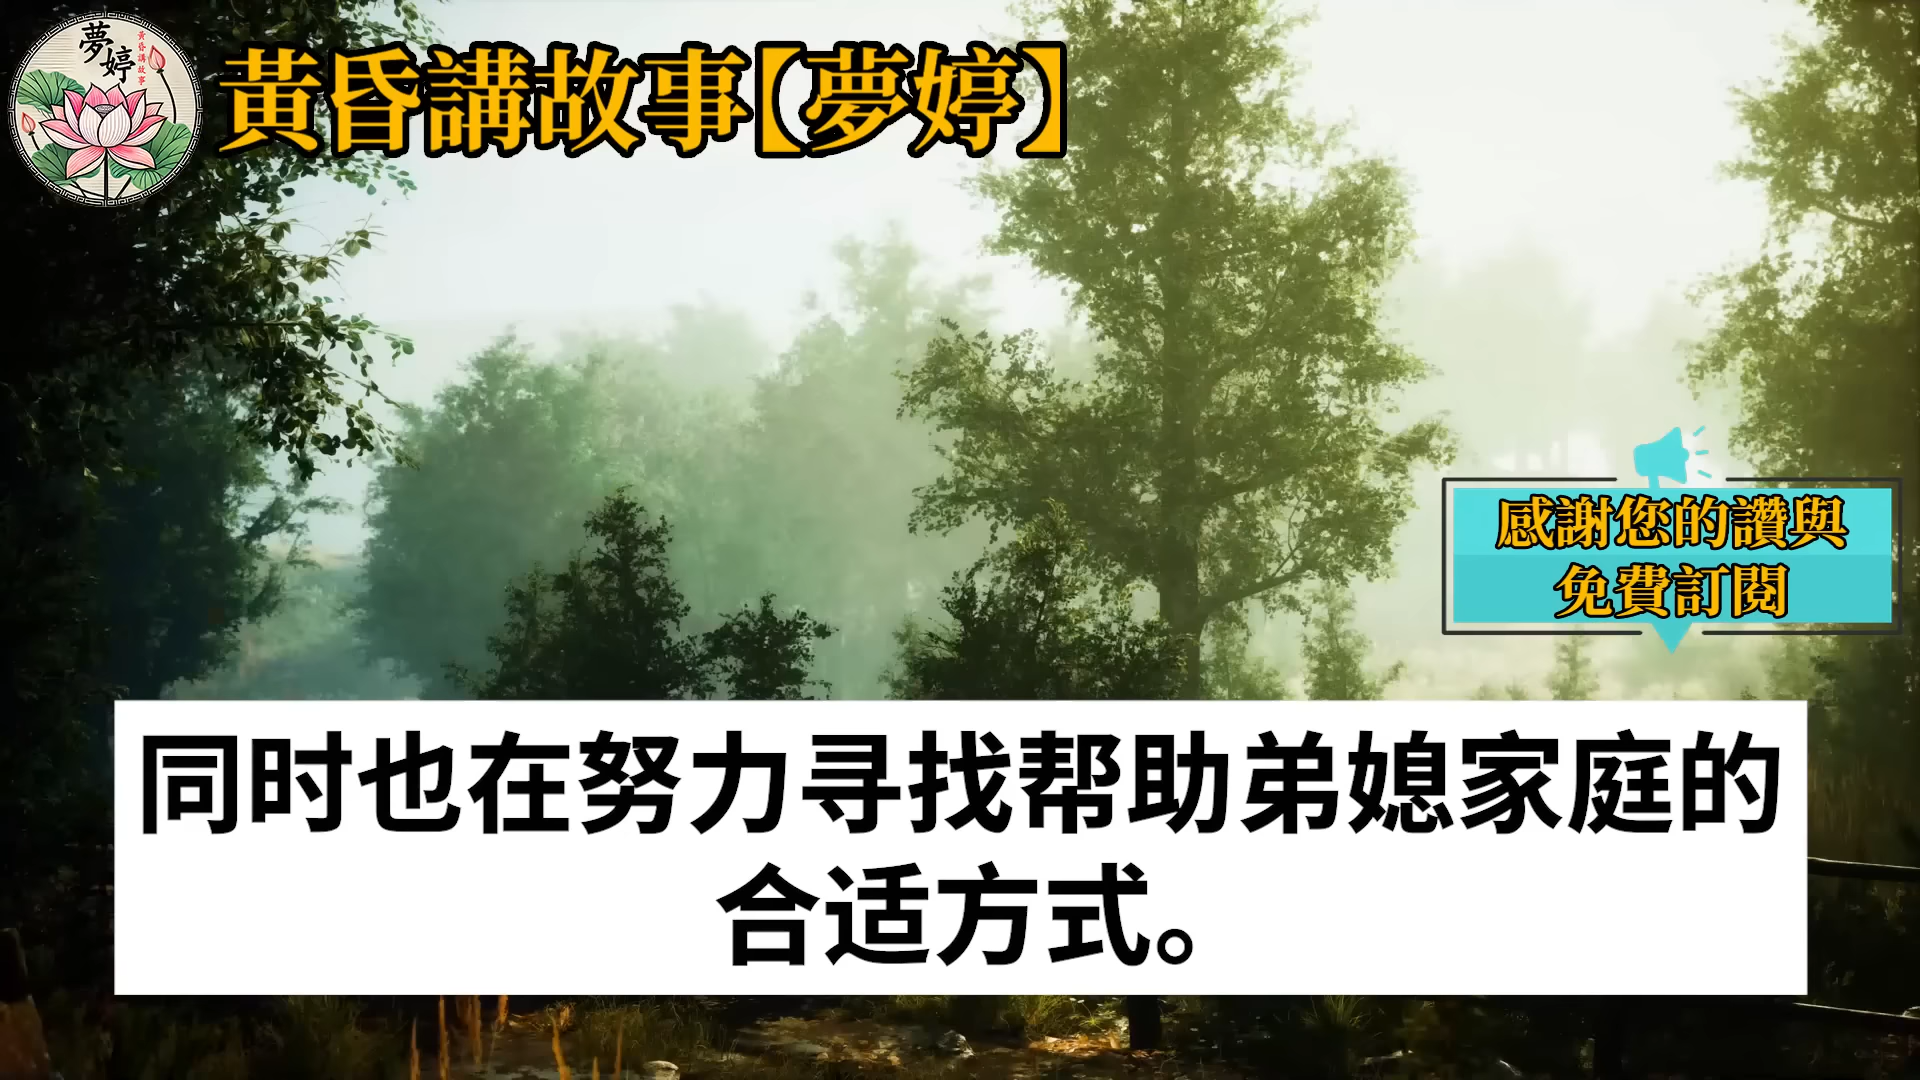 夢婷
黃昏講故事
黃昏講故事【夢婷】
感謝您的讚與
免費訂閱
同时也在努力寻找帮助弟媳家庭的
合适方式。